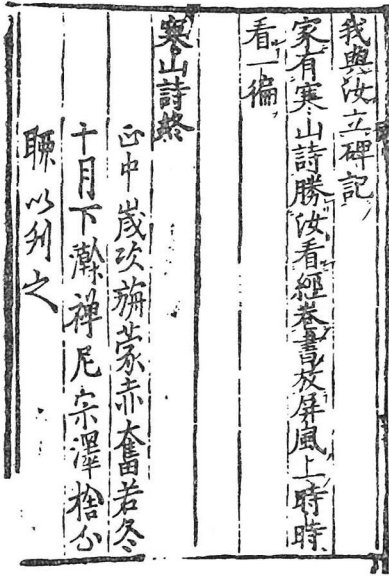 我與汝立碑記
家有寒山詩勝汝看經卷書放屏風上時時
看一徧
寒山詩終
正中歲次旃蒙赤奮若冬
十月下澣禪尼宗澤捨
聊以刊之